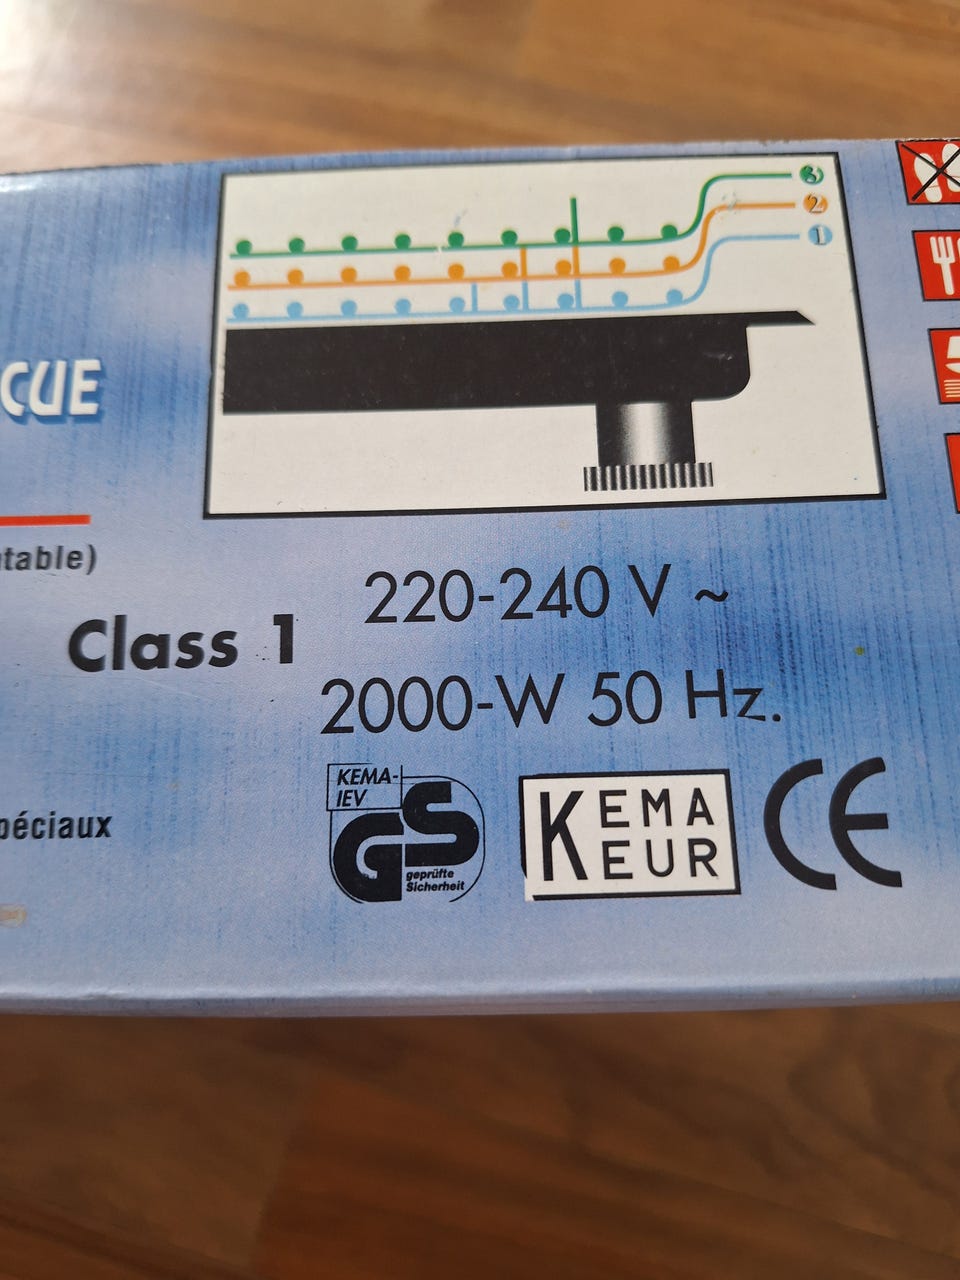 3
2
1
CUE
table)
Class 1
220-240 V ~
2000-W 50 Hz.
péciaux
KEMA-
IEV
GS
geprüfte
Sicherheit
KEMA
EUR
CE